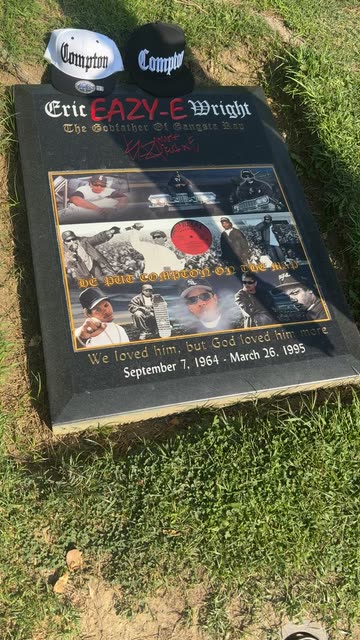 Compton
Compton
Eric EAZY-E Wright
The Godfather Of Gangsta Rap
HE PUT COMPTON ON THE MAP
We loved him, but God loved him more
September 7, 1964 - March 26, 1995